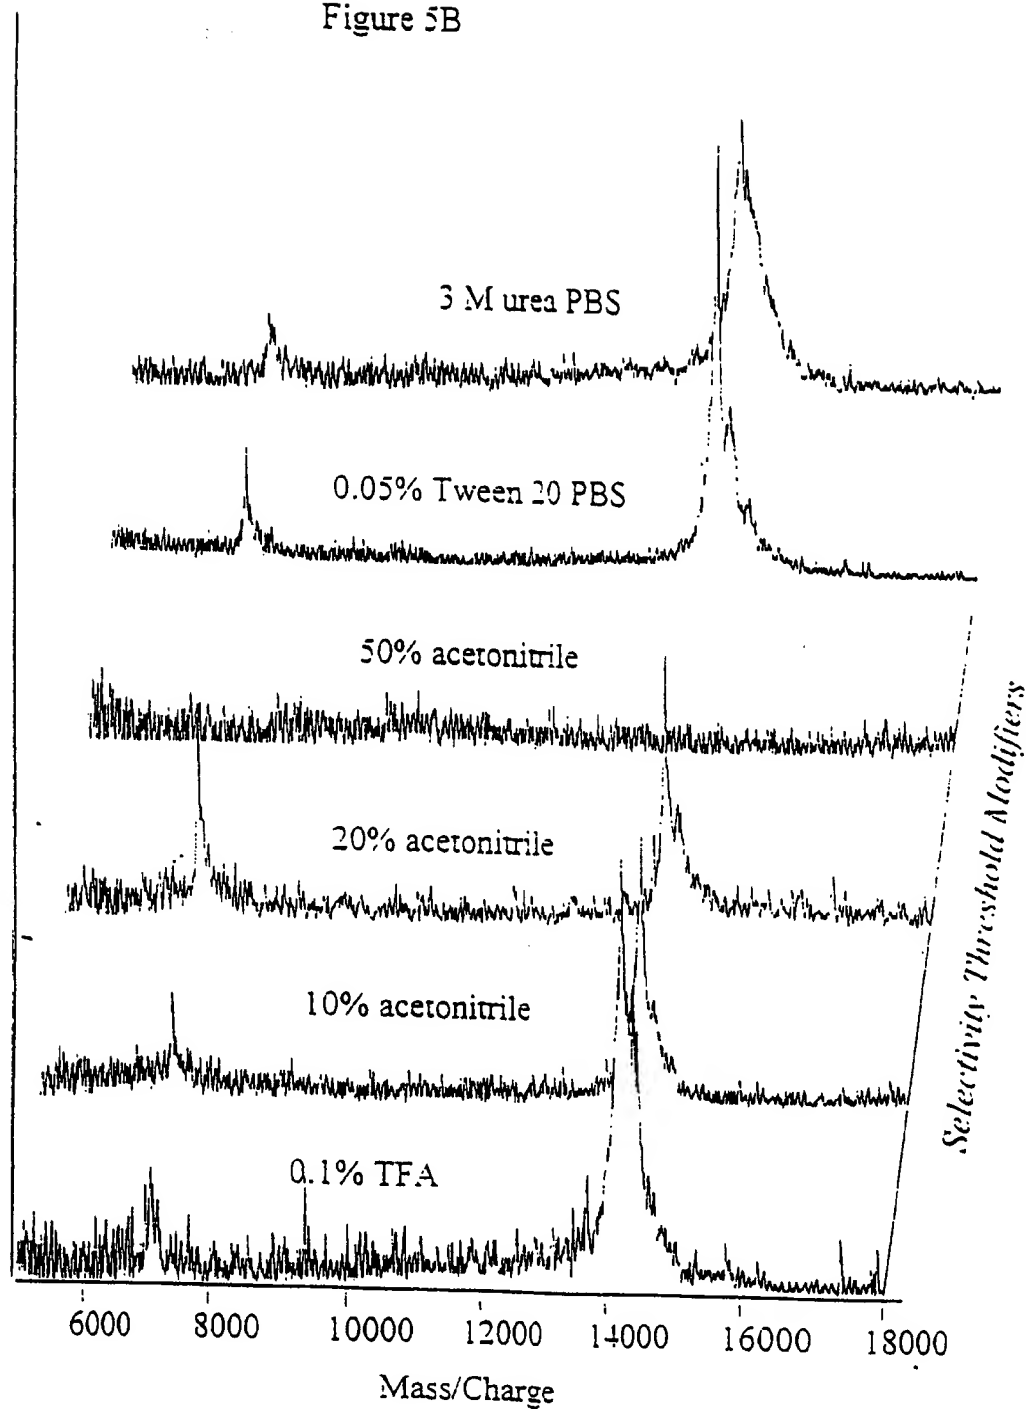 Figure 5B
3 M urea PBS
0.05% Tween 20 PBS
50% acetonitrile
20% acetonitrile
10% acetonitrile
0.1% TFA
Selectivity Threshold Modifiers
6000 8000 10000 12000 14000 16000 18000
Mass/Charge